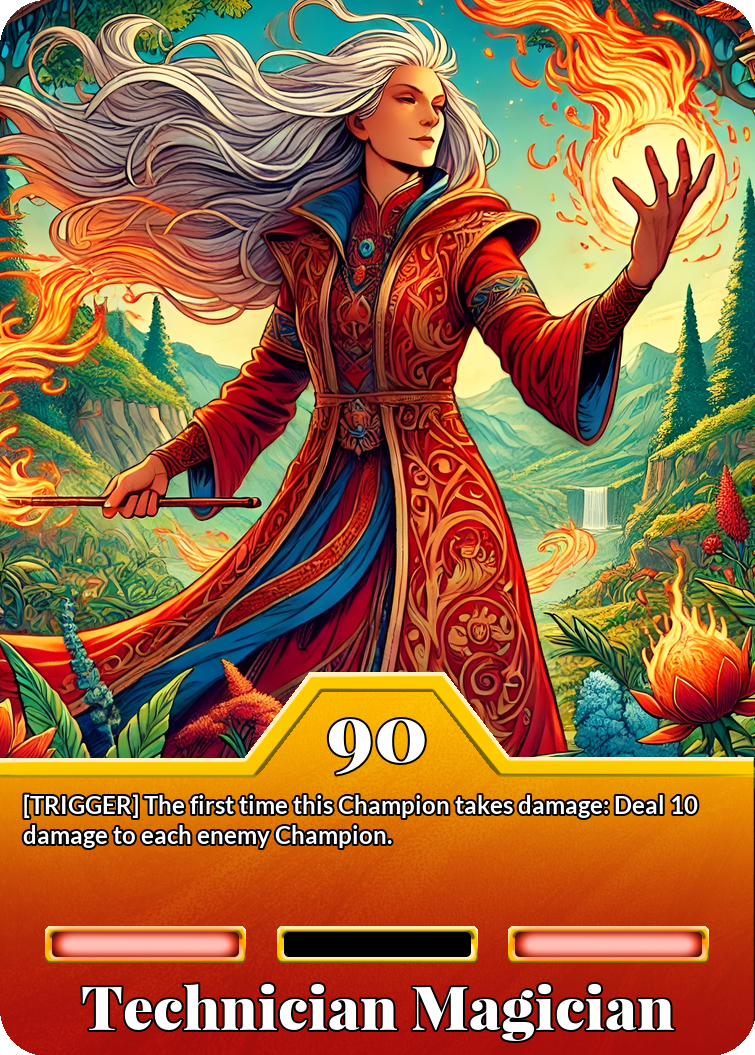 90
[TRIGGER] The first time this Champion takes damage: Deal 10
damage to each enemy Champion.
Technician Magician